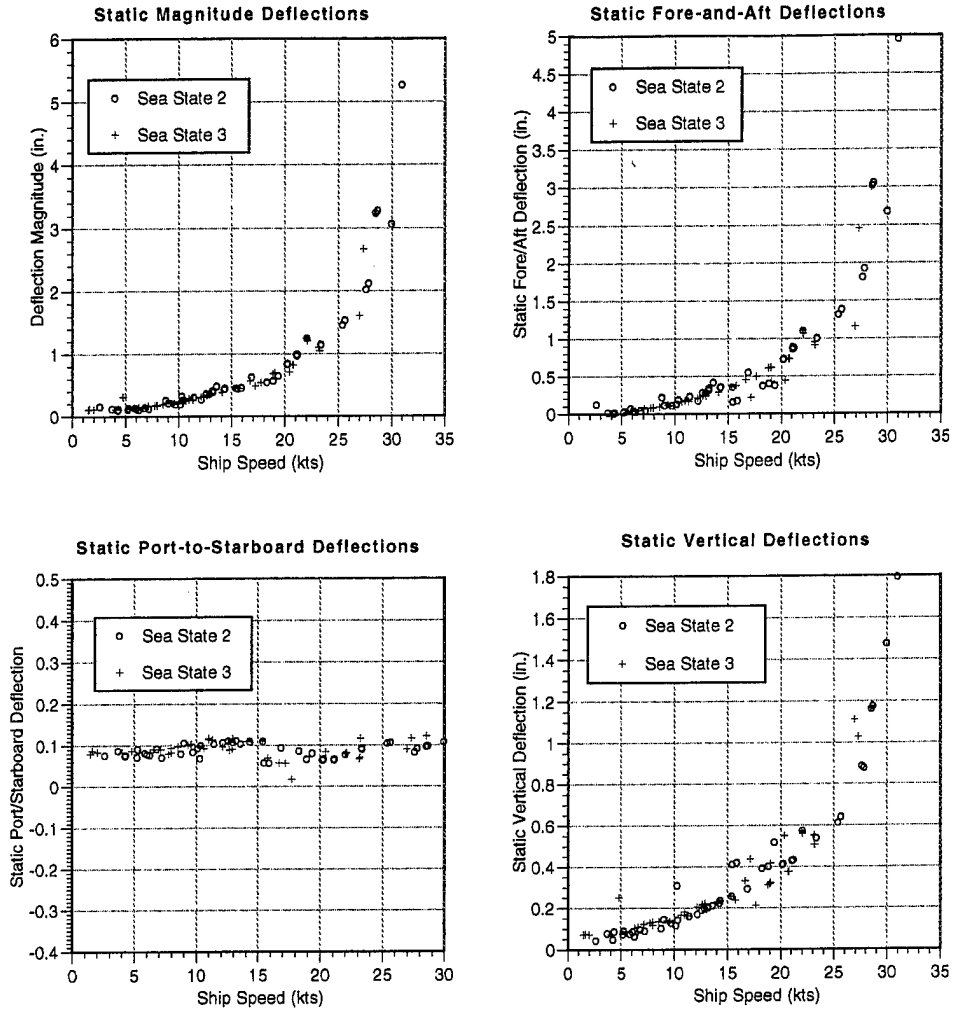 Static Magnitude Deflections
6
5
4
3
2
1
0
Deflection Magnitude (in.)
Sea State 2
Sea State 3
0 5 10 15 20 25 30 35
Ship Speed (kts)
Static Fore-and-Aft Deflections
5
4.5
4
3.5
3
2.5
2
1.5
1
0.5
0
Static Fore/Aft Deflection (in.)
Sea State 2
Sea State 3
0 5 10 15 20 25 30 35
Ship Speed (kts)
Static Port-to-Starboard Deflections
0.5
0.4
0.3
0.2
0.1
0
-0.1
-0.2
-0.3
-0.4
Static Port/Starboard Deflection
Sea State 2
Sea State 3
0 5 10 15 20 25 30
Ship Speed (kts)
Static Vertical Deflections
1.8
1.6
1.4
1.2
1
0.8
0.6
0.4
0.2
0
Static Vertical Deflection (in.)
Sea State 2
Sea State 3
0 5 10 15 20 25 30 35
Ship Speed (kts)